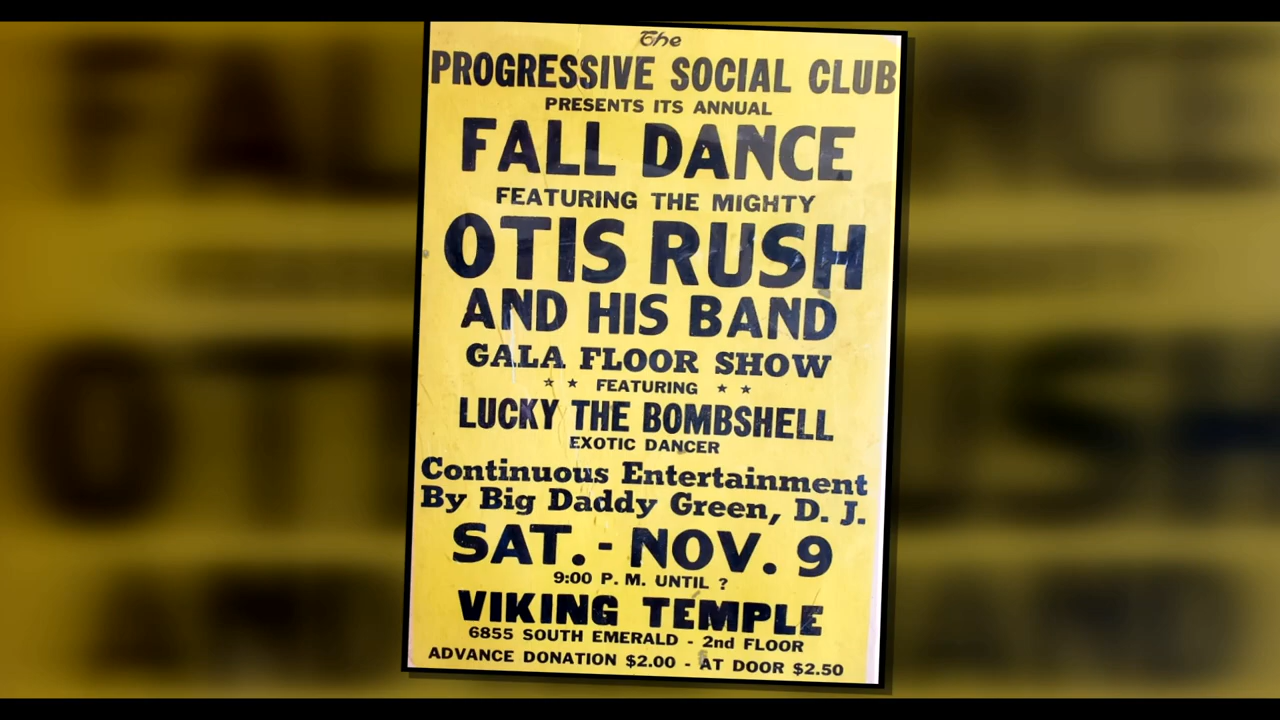 The
PROGRESSIVE SOCIAL CLUB
PRESENTS ITS ANNUAL
FALL DANCE
FEATURING THE MIGHTY
OTIS RUSH
AND HIS BAND
GALA FLOOR SHOW
★ ★ FEATURING ★ ★
LUCKY THE BOMBSHELL
EXOTIC DANCER
Continuous Entertainment
By Big Daddy Green, D. J.
SAT. - NOV. 9
9:00 P. M. UNTIL ?
VIKING TEMPLE
6855 SOUTH EMERALD - 2nd FLOOR
ADVANCE DONATION $2.00 - AT DOOR $2.50